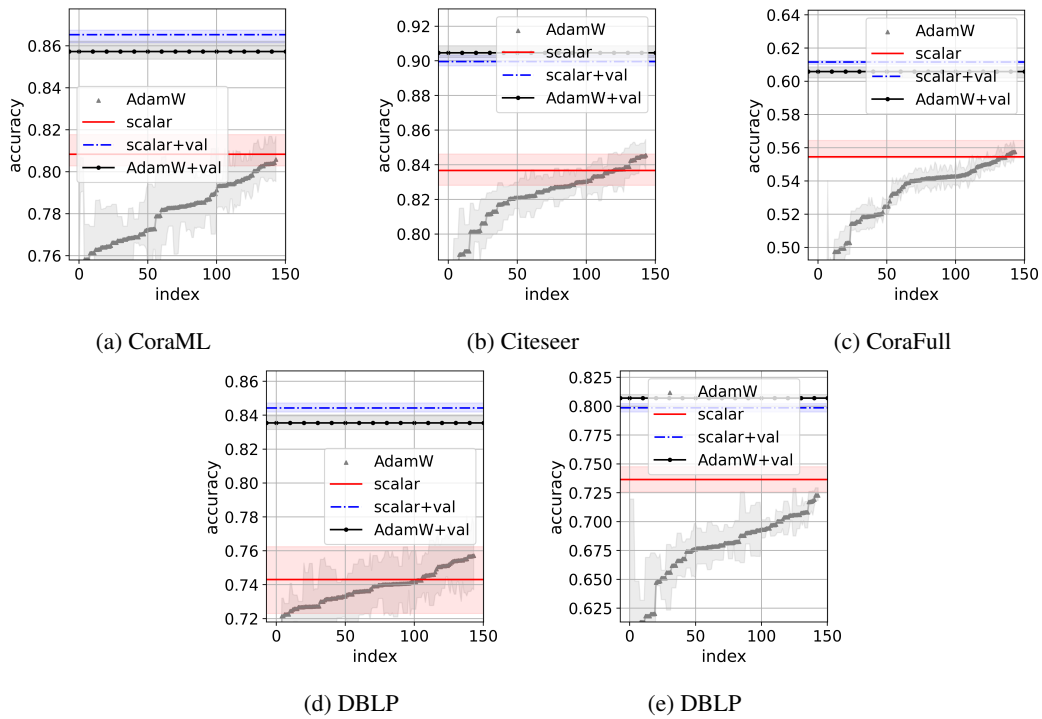 0.86
0.84
0.82
0.80
0.78
0.76
accuracy
AdamW
scalar
scalar+val
AdamW+val
0 50 100 150
index
(a) CoraML
0.92
0.90
0.88
0.86
0.84
0.82
0.80
accuracy
AdamW
scalar
scalar+val
AdamW+val
0 50 100 150
index
(b) Citeseer
0.64
0.62
0.60
0.58
0.56
0.54
0.52
0.50
accuracy
AdamW
scalar
scalar+val
AdamW+val
0 50 100 150
index
(c) CoraFull
0.86
0.84
0.82
0.80
0.78
0.76
0.74
0.72
accuracy
AdamW
scalar
scalar+val
AdamW+val
0 50 100 150
index
(d) DBLP
0.825
0.800
0.775
0.750
0.725
0.700
0.675
0.650
0.625
accuracy
AdamW
scalar
scalar+val
AdamW+val
0 50 100 150
index
(e) DBLP